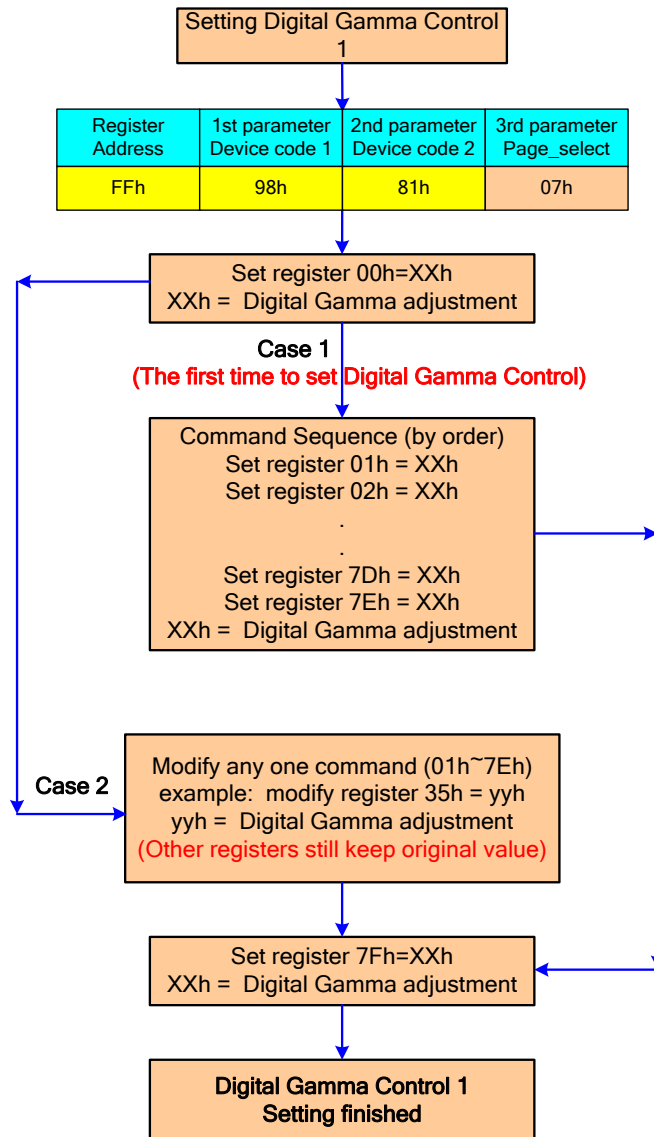 Setting Digital Gamma Control
1
Register Address
1st parameter Device code 1
2nd parameter Device code 2
3rd parameter Page_select
FFh
98h
81h
07h
Set register 00h=XXh
XXh = Digital Gamma adjustment
Case 1
(The first time to set Digital Gamma Control)
Command Sequence (by order)
Set register 01h = XXh
Set register 02h = XXh
.
.
Set register 7Dh = XXh
Set register 7Eh = XXh
XXh = Digital Gamma adjustment
Case 2
Modify any one command (01h~7Eh)
example: modify register 35h = yyh
yyh = Digital Gamma adjustment
(Other registers still keep original value)
Set register 7Fh=XXh
XXh = Digital Gamma adjustment
Digital Gamma Control 1
Setting finished